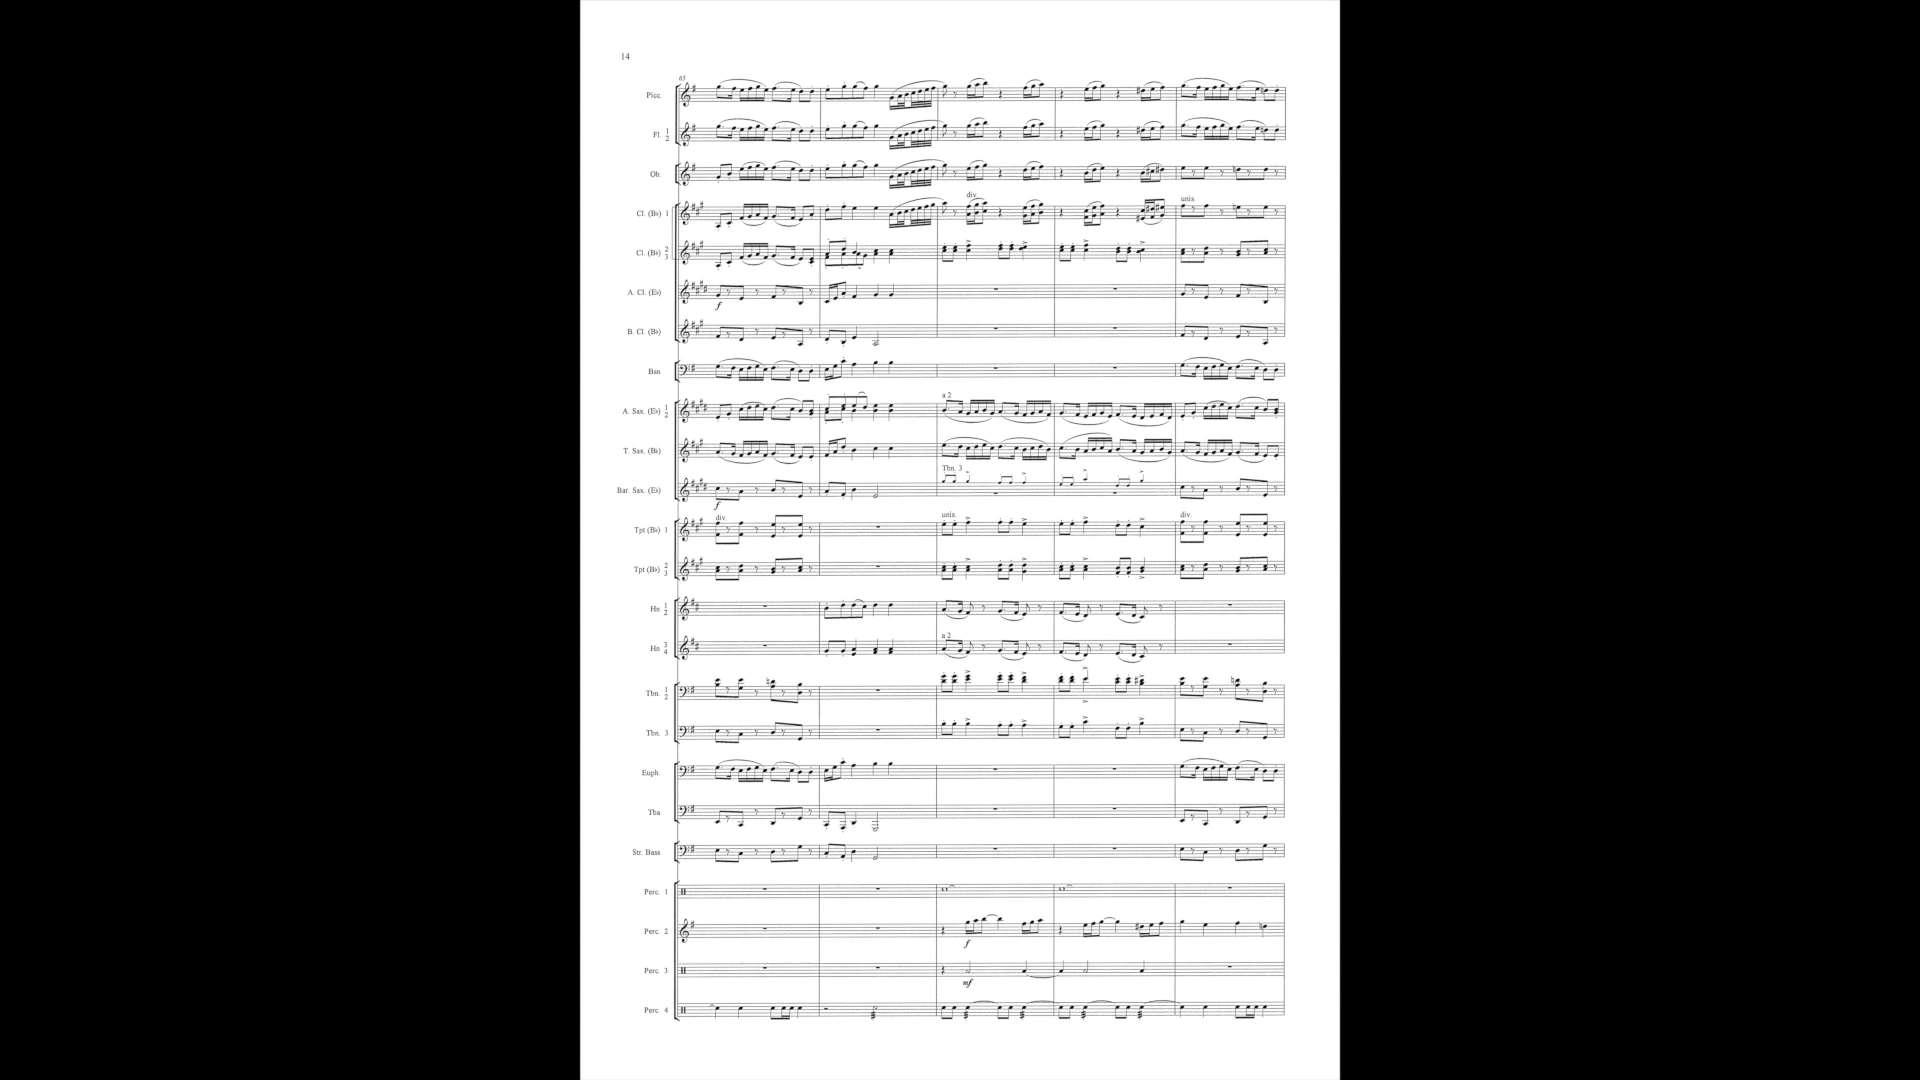 14
65
Picc.
Fl. 1 2
Ob.
div.
Cl. (B♭) 1
unis.
Cl. (B♭) 2 3
A. Cl. (E♭)
f
B. Cl. (B♭)
Bsn
a 2
A. Sax. (E♭) 1 2
T. Sax. (B♭)
Tbn. 3
Bar. Sax. (E♭)
f
div. unis. div.
Tpt (B♭) 1
Tpt (B♭) 2 3
Hn 1 2
a 2
Hn 3 4
Tbn. 1 2
Tbn. 3
Euph.
Tba
Str. Bass
Perc. 1
Perc. 2
f
Perc. 3
mf
Perc. 4